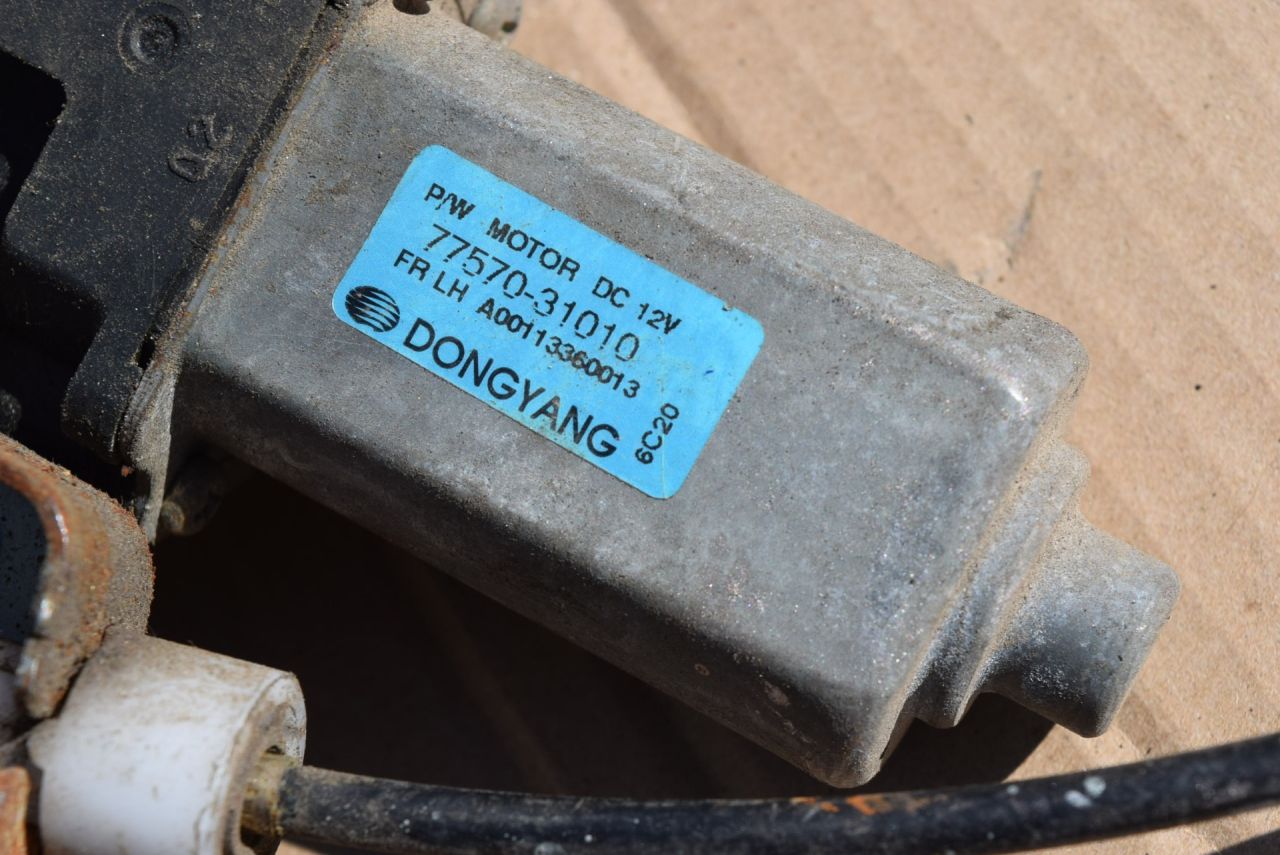 P/W MOTOR DC 12V
77570-31010
FR LH A00113360013
DONGYANG
6C20